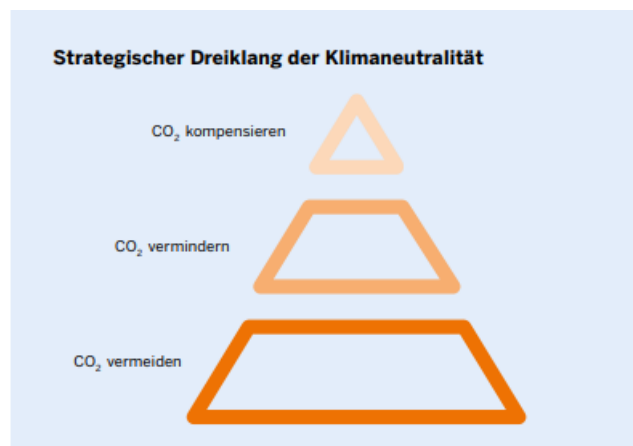 Strategischer Dreiklang der Klimaneutralität
CO₂ kompensieren
CO₂ vermindern
CO₂ vermeiden